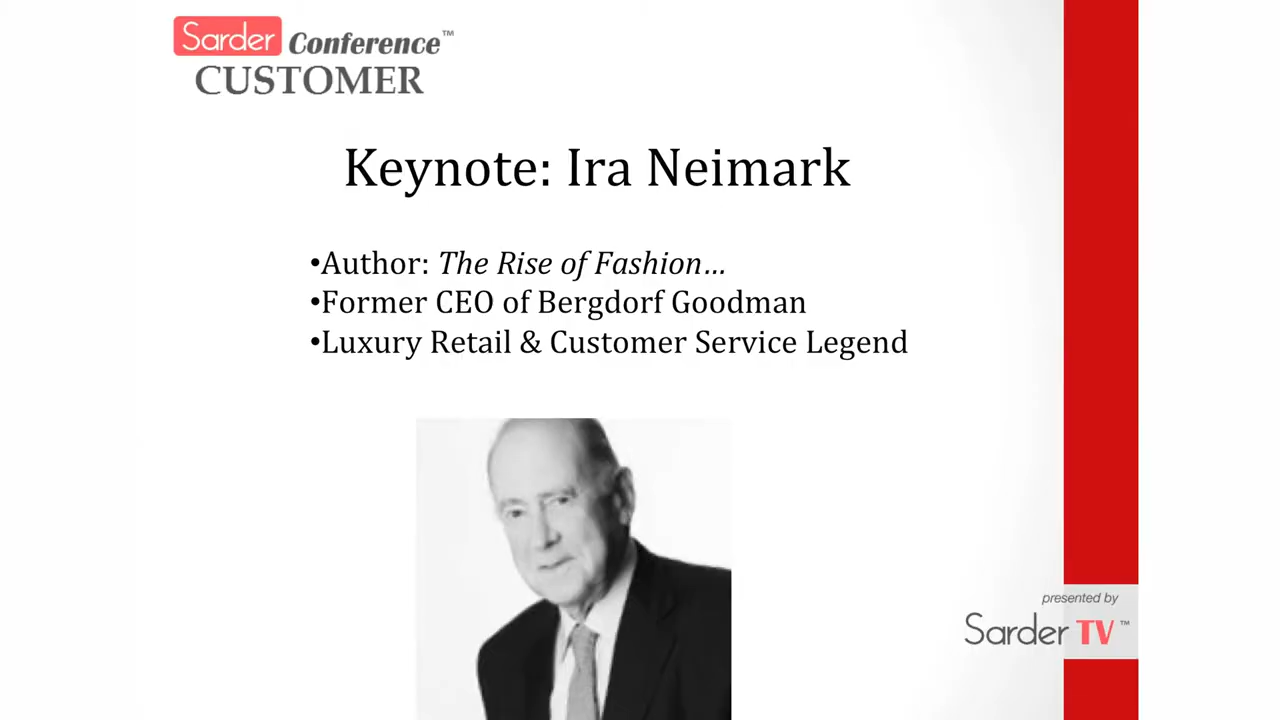 Sarder Conference™
CUSTOMER
Keynote: Ira Neimark
•Author: The Rise of Fashion…
•Former CEO of Bergdorf Goodman
•Luxury Retail & Customer Service Legend
presented by
Sarder TV™